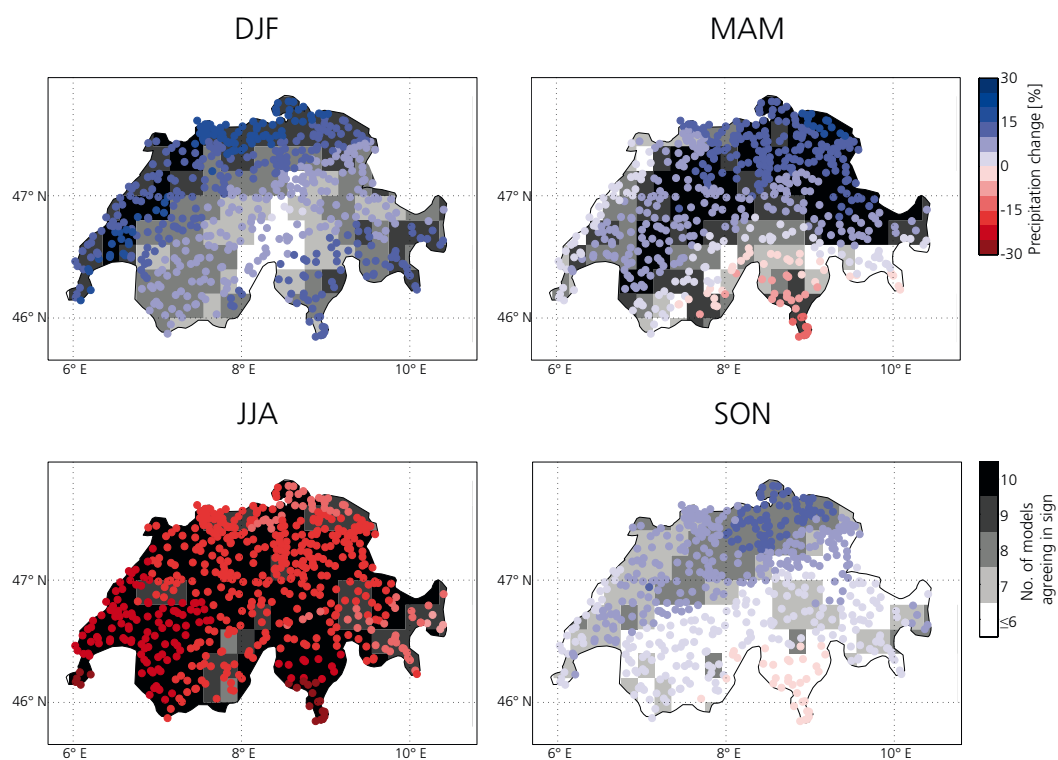 DJF
MAM
47° N
46° N
6° E
8° E
10° E
47° N
46° N
6° E
8° E
10° E
30
15
0
-15
-30
Precipitation change [%]
JJA
SON
47° N
46° N
6° E
8° E
10° E
47° N
46° N
6° E
8° E
10° E
10
9
8
7
≤6
No. of models
agreeing in sign